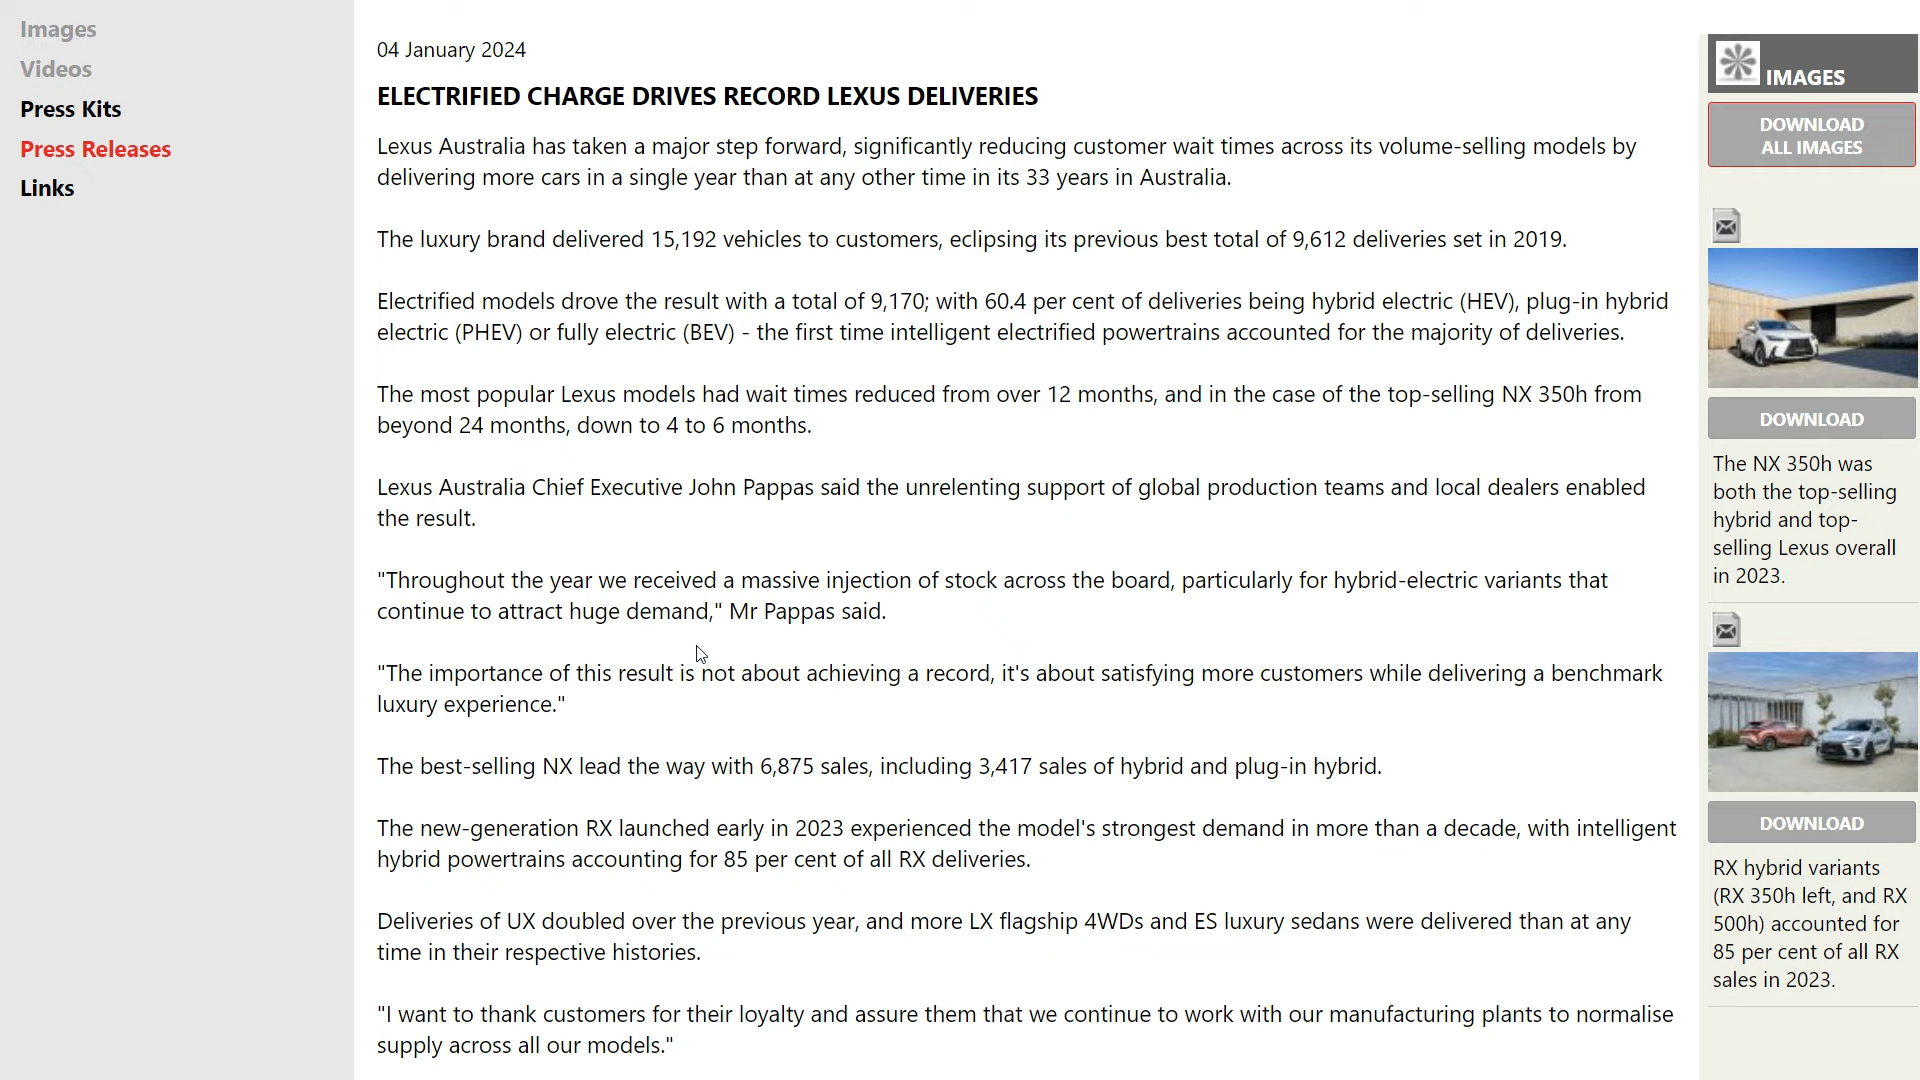 Images
Videos
Press Kits
Press Releases
Links
04 January 2024
ELECTRIFIED CHARGE DRIVES RECORD LEXUS DELIVERIES
Lexus Australia has taken a major step forward, significantly reducing customer wait times across its volume-selling models by
delivering more cars in a single year than at any other time in its 33 years in Australia.
The luxury brand delivered 15,192 vehicles to customers, eclipsing its previous best total of 9,612 deliveries set in 2019.
Electrified models drove the result with a total of 9,170; with 60.4 per cent of deliveries being hybrid electric (HEV), plug-in hybrid
electric (PHEV) or fully electric (BEV) - the first time intelligent electrified powertrains accounted for the majority of deliveries.
The most popular Lexus models had wait times reduced from over 12 months, and in the case of the top-selling NX 350h from
beyond 24 months, down to 4 to 6 months.
Lexus Australia Chief Executive John Pappas said the unrelenting support of global production teams and local dealers enabled
the result.
"Throughout the year we received a massive injection of stock across the board, particularly for hybrid-electric variants that
continue to attract huge demand," Mr Pappas said.
"The importance of this result is not about achieving a record, it's about satisfying more customers while delivering a benchmark
luxury experience."
The best-selling NX lead the way with 6,875 sales, including 3,417 sales of hybrid and plug-in hybrid.
The new-generation RX launched early in 2023 experienced the model's strongest demand in more than a decade, with intelligent
hybrid powertrains accounting for 85 per cent of all RX deliveries.
Deliveries of UX doubled over the previous year, and more LX flagship 4WDs and ES luxury sedans were delivered than at any
time in their respective histories.
"I want to thank customers for their loyalty and assure them that we continue to work with our manufacturing plants to normalise
supply across all our models."
IMAGES
DOWNLOAD
ALL IMAGES
DOWNLOAD
The NX 350h was
both the top-selling
hybrid and top-
selling Lexus overall
in 2023.
DOWNLOAD
RX hybrid variants
(RX 350h left, and RX
500h) accounted for
85 per cent of all RX
sales in 2023.